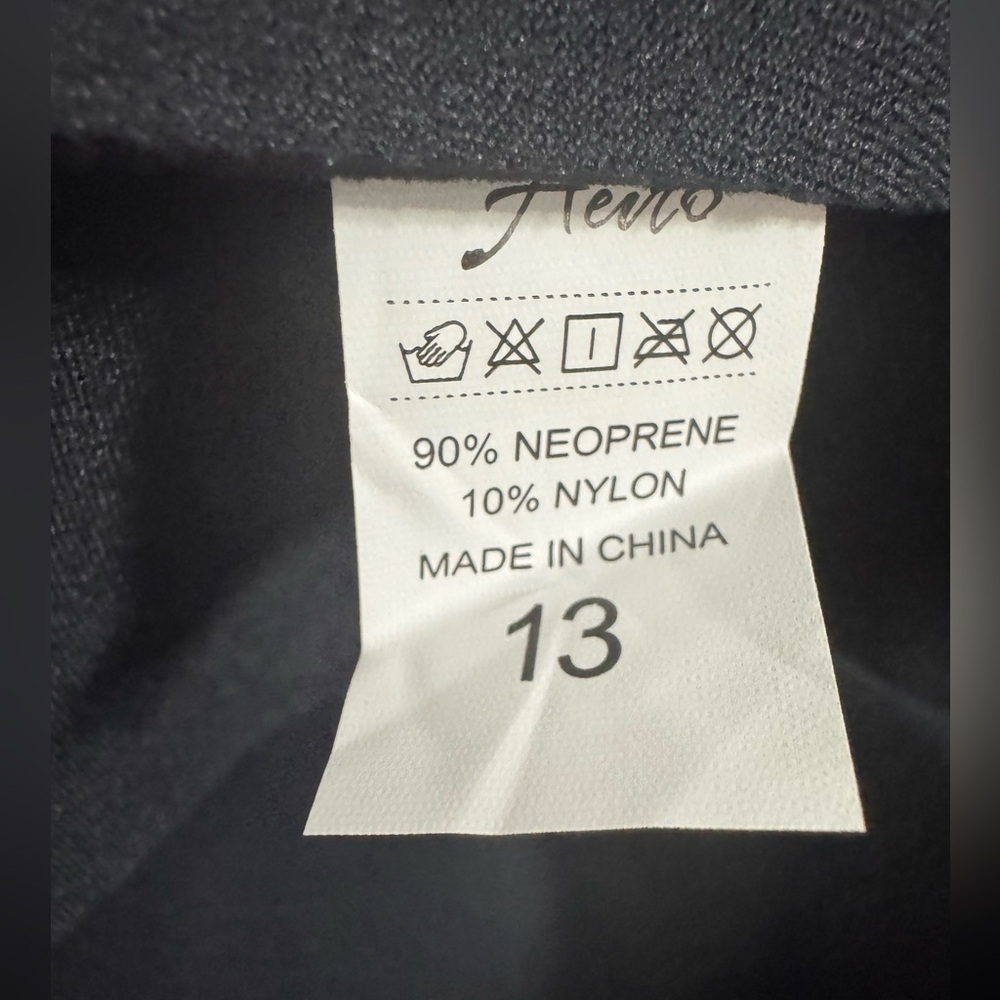 90% NEOPRENE
10% NYLON
MADE IN CHINA
13